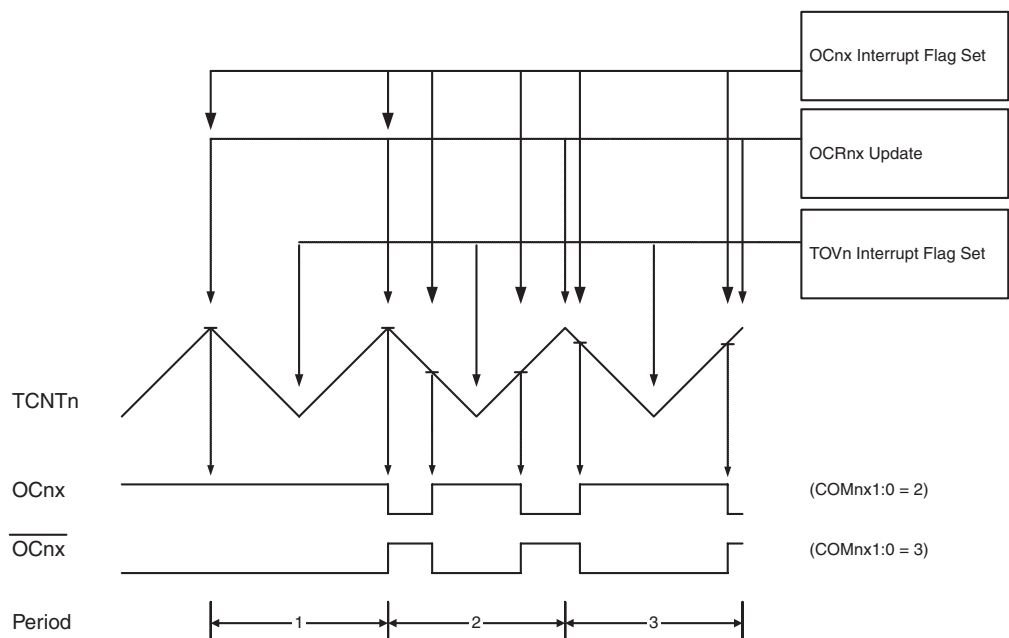 OCnx Interrupt Flag Set
OCRnx Update
TOVn Interrupt Flag Set
TCNTn
OCnx
(COMnx1:0 = 2)
OCnx
(COMnx1:0 = 3)
Period
1
2
3